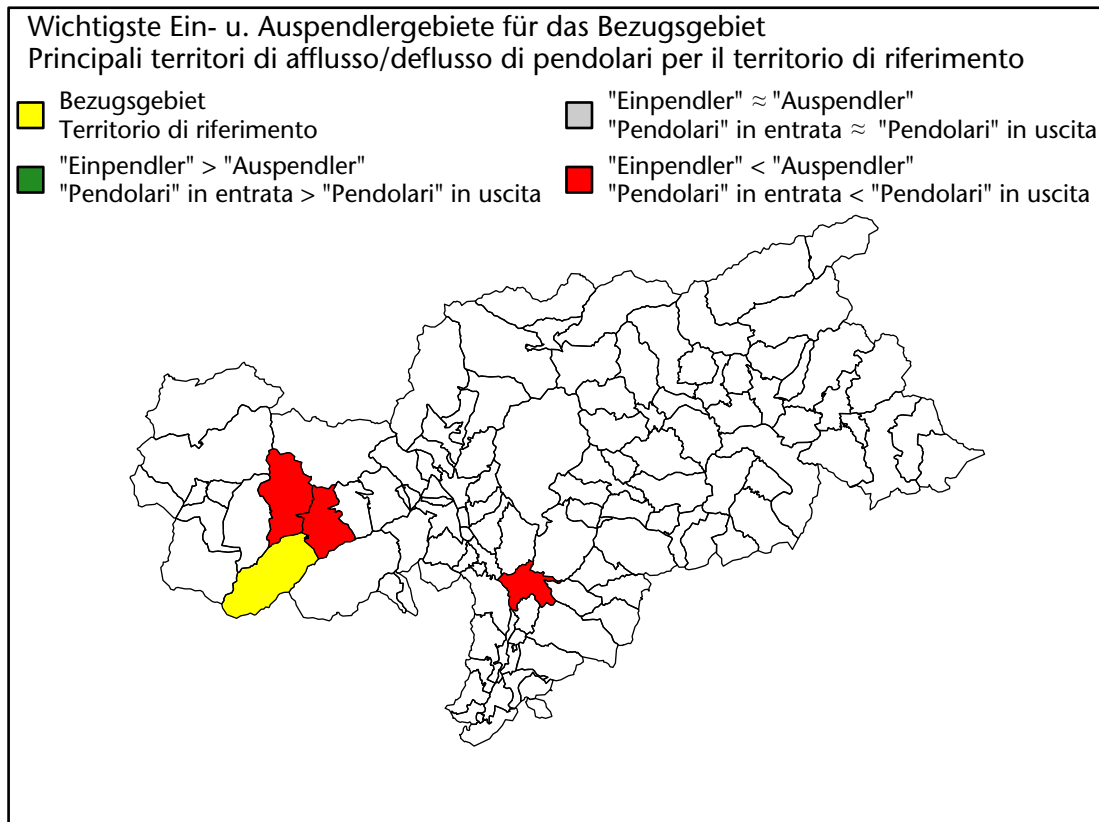 Wichtigste Ein- u. Auspendlergebiete für das Bezugsgebiet
Principali territori di afflusso/deflusso di pendolari per il territorio di riferimento
Bezugsgebiet
Territorio di riferimento
"Einpendler" > "Auspendler"
"Pendolari" in entrata > "Pendolari" in uscita
"Einpendler" ≈ "Auspendler"
"Pendolari" in entrata ≈ "Pendolari" in uscita
"Einpendler" < "Auspendler"
"Pendolari" in entrata < "Pendolari" in uscita